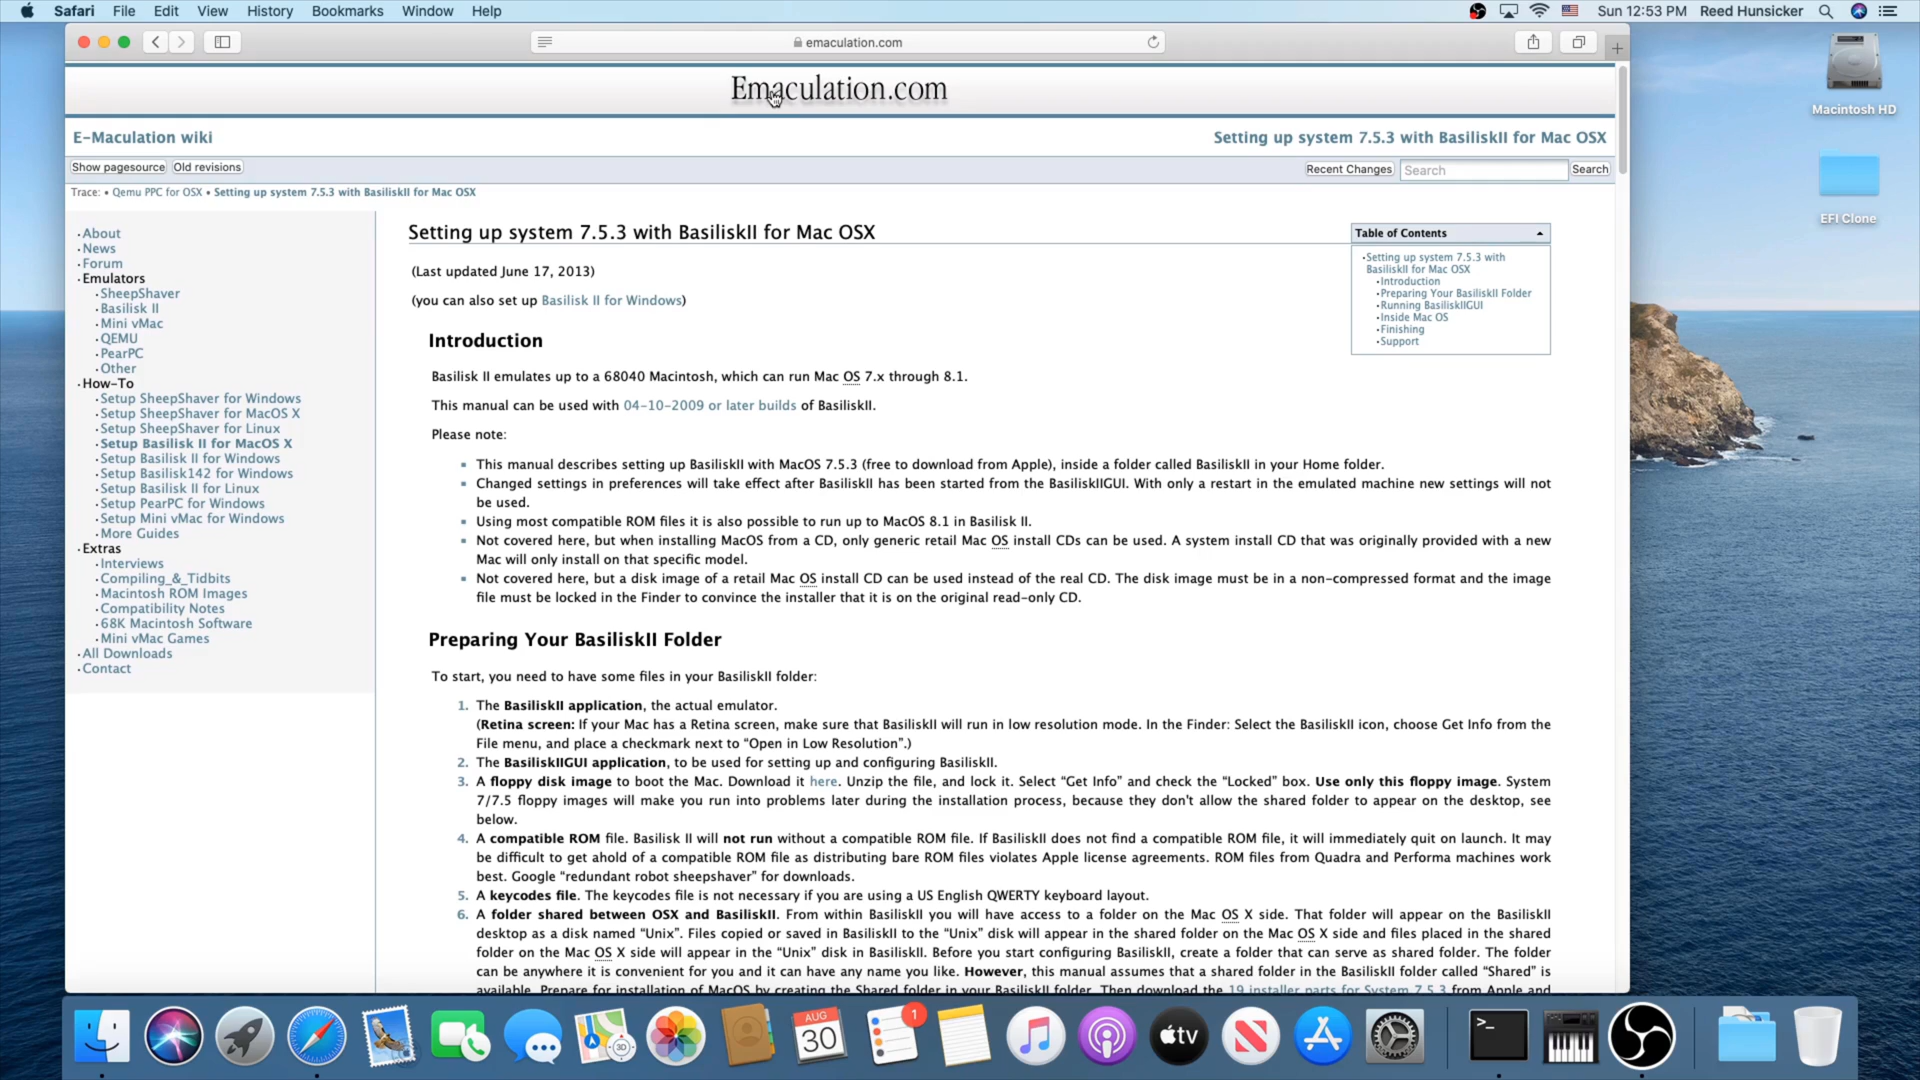 Safari File Edit View History Bookmarks Window Help
Sun 12:53 PM Reed Hunsicker
emaculation.com
Emaculation.com
E-Maculation wiki
Setting up system 7.5.3 with BasiliskII for Mac OSX
Show pagesource Old revisions
Recent Changes Search Search
Trace: • Qemu PPC for OSX • Setting up system 7.5.3 with BasiliskII for Mac OSX
About
News
Forum
Emulators
SheepShaver
Basilisk II
Mini vMac
QEMU
PearPC
Other
How-To
Setup SheepShaver for Windows
Setup SheepShaver for MacOS X
Setup SheepShaver for Linux
Setup Basilisk II for MacOS X
Setup Basilisk II for Windows
Setup Basilisk142 for Windows
Setup Basilisk II for Linux
Setup PearPC for Windows
Setup Mini vMac for Windows
More Guides
Extras
Interviews
Compiling_&_Tidbits
Macintosh ROM Images
Compatibility Notes
68K Macintosh Software
Mini vMac Games
All Downloads
Contact
Setting up system 7.5.3 with BasiliskII for Mac OSX
(Last updated June 17, 2013)
(you can also set up Basilisk II for Windows)
Introduction
Basilisk II emulates up to a 68040 Macintosh, which can run Mac OS 7.x through 8.1.
This manual can be used with 04-10-2009 or later builds of BasiliskII.
Please note:
This manual describes setting up BasiliskII with MacOS 7.5.3 (free to download from Apple), inside a folder called BasiliskII in your Home folder.
Changed settings in preferences will take effect after BasiliskII has been started from the BasiliskIIGUI. With only a restart in the emulated machine new settings will not
be used.
Using most compatible ROM files it is also possible to run up to MacOS 8.1 in Basilisk II.
Not covered here, but when installing MacOS from a CD, only generic retail Mac OS install CDs can be used. A system install CD that was originally provided with a new
Mac will only install on that specific model.
Not covered here, but a disk image of a retail Mac OS install CD can be used instead of the real CD. The disk image must be in a non-compressed format and the image
file must be locked in the Finder to convince the installer that it is on the original read-only CD.
Preparing Your BasiliskII Folder
To start, you need to have some files in your BasiliskII folder:
1. The BasiliskII application, the actual emulator.
(Retina screen: If your Mac has a Retina screen, make sure that BasiliskII will run in low resolution mode. In the Finder: Select the BasiliskII icon, choose Get Info from the
File menu, and place a checkmark next to “Open in Low Resolution”.)
2. The BasiliskIIGUI application, to be used for setting up and configuring BasiliskII.
3. A floppy disk image to boot the Mac. Download it here. Unzip the file, and lock it. Select “Get Info” and check the “Locked” box. Use only this floppy image. System
7/7.5 floppy images will make you run into problems later during the installation process, because they don't allow the shared folder to appear on the desktop, see
below.
4. A compatible ROM file. Basilisk II will not run without a compatible ROM file. If BasiliskII does not find a compatible ROM file, it will immediately quit on launch. It may
be difficult to get ahold of a compatible ROM file as distributing bare ROM files violates Apple license agreements. ROM files from Quadra and Performa machines work
best. Google “redundant robot sheepshaver” for downloads.
5. A keycodes file. The keycodes file is not necessary if you are using a US English QWERTY keyboard layout.
6. A folder shared between OSX and BasiliskII. From within BasiliskII you will have access to a folder on the Mac OS X side. That folder will appear on the BasiliskII
desktop as a disk named “Unix”. Files copied or saved in BasiliskII to the “Unix” disk will appear in the shared folder on the Mac OS X side and files placed in the shared
folder on the Mac OS X side will appear in the “Unix” disk in BasiliskII. Before you start configuring BasiliskII, create a folder that can serve as shared folder. The folder
can be anywhere it is convenient for you and it can have any name you like. However, this manual assumes that a shared folder in the BasiliskII folder called “Shared” is
available. Prepare for installation of MacOS by creating the Shared folder in your BasiliskII folder. Then download the 19 installer parts for System 7.5.3 from Apple and
Table of Contents
Setting up system 7.5.3 with
BasiliskII for Mac OSX
Introduction
Preparing Your BasiliskII Folder
Running BasiliskIIGUI
Inside Mac OS
Finishing
Support
Macintosh HD
EFI Clone
3D
AUG
30
1
tv
>_